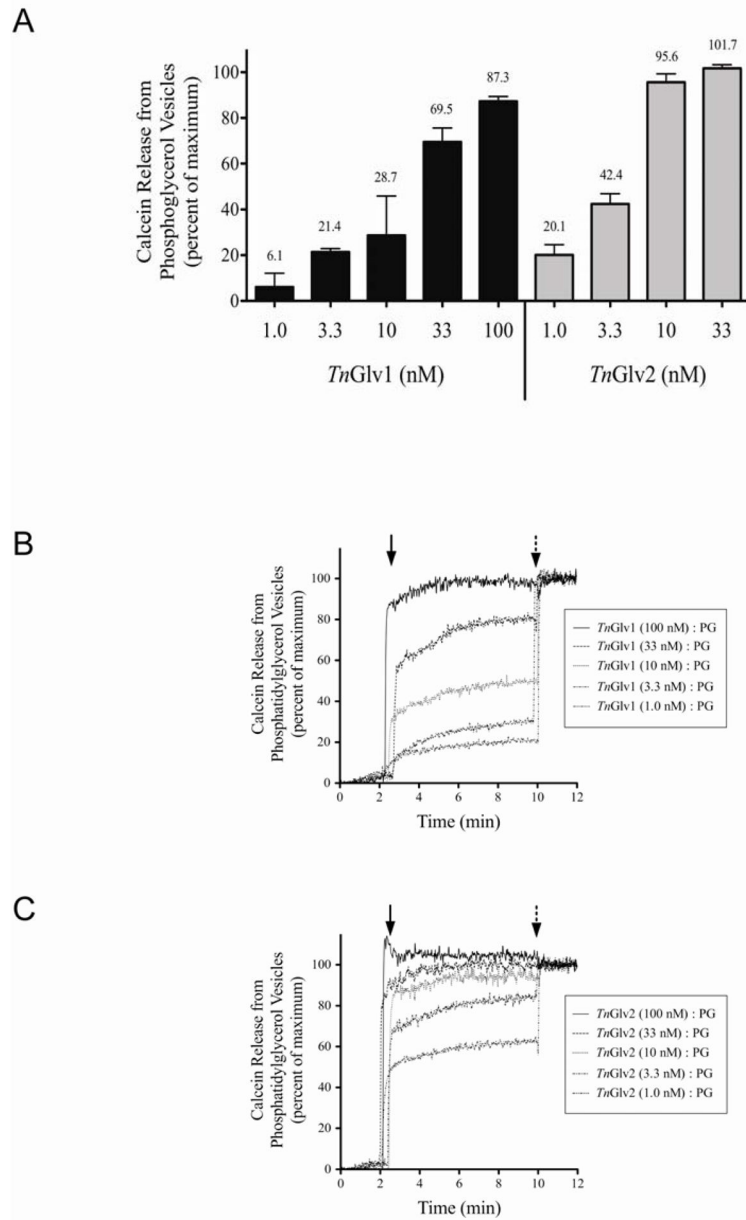 A
Calcein Release from
Phosphoglycerol Vesicles
(percent of maximum)
100
80
60
40
20
0
6.1
21.4
28.7
69.5
87.3
20.1
42.4
95.6
101.7
1.0 3.3 10 33 100 1.0 3.3 10 33
TnGlv1 (nM) TnGlv2 (nM)
B
Calcein Release from
Phosphatidylglycerol Vesicles
(percent of maximum)
100
80
60
40
20
0
0 2 4 6 8 10 12
Time (min)
TnGlv1 (100 nM) : PG
TnGlv1 (33 nM) : PG
TnGlv1 (10 nM) : PG
TnGlv1 (3.3 nM) : PG
TnGlv1 (1.0 nM) : PG
C
Calcein Release from
Phosphatidylglycerol Vesicles
(percent of maximum)
100
80
60
40
20
0
0 2 4 6 8 10 12
Time (min)
TnGlv2 (100 nM) : PG
TnGlv2 (33 nM) : PG
TnGlv2 (10 nM) : PG
TnGlv2 (3.3 nM) : PG
TnGlv2 (1.0 nM) : PG